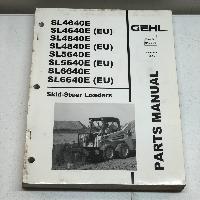 SL4640E
SL4640E (EU)
SL4840E
SL4840E (EU)
SL5640E
SL5640E (EU)
SL6640E
SL6640E (EU)
Skid-Steer Loaders
GEHL
PARTS MANUAL